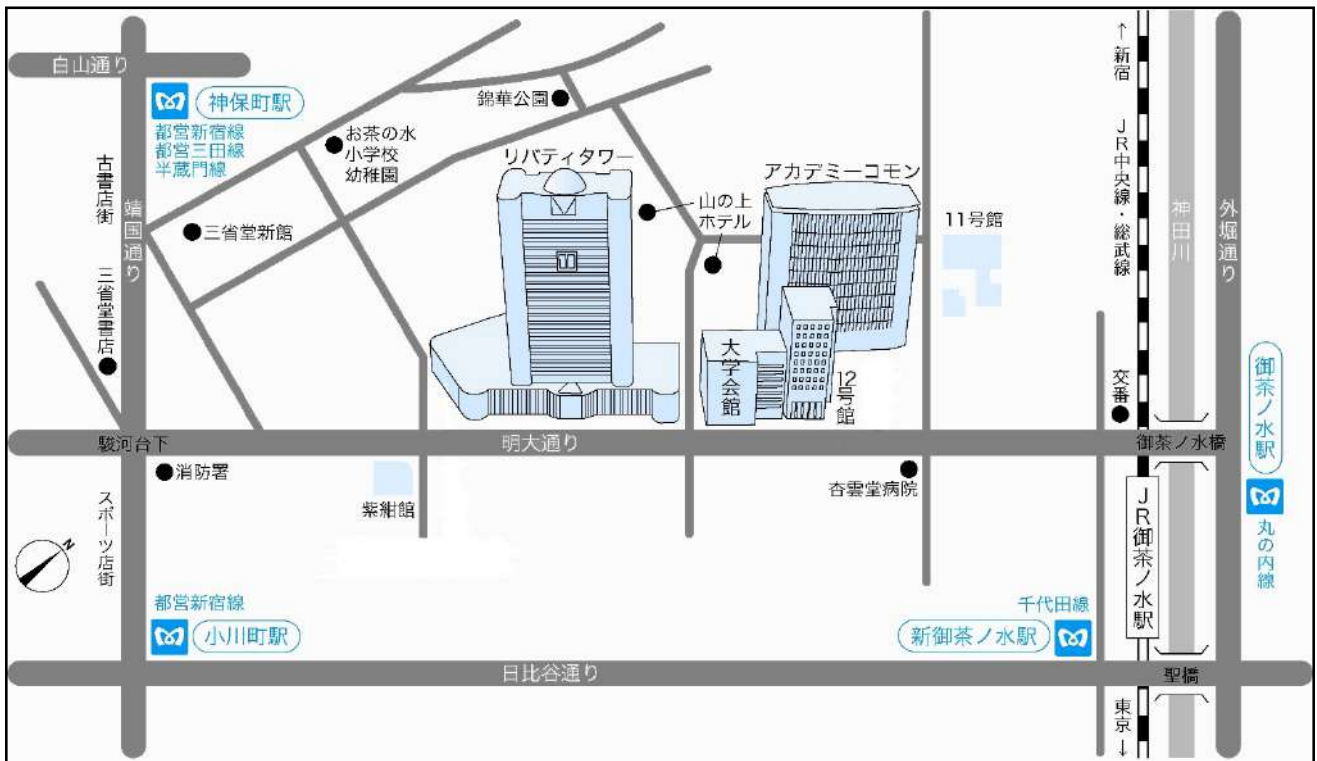 白山通り
神保町駅
都営新宿線
都営三田線
半蔵門線
古書店街
靖国通り
三省堂書店
三省堂新館
お茶の水
小学校
幼稚園
錦華公園
リバティタワー
山の上
ホテル
アカデミーコモン
11号館
大学会館
12号館
↑新宿
JR中央線・総武線
神田川
外堀通り
交番
御茶ノ水駅
丸の内線
駿河台下
明大通り
御茶ノ水橋
消防署
紫紺館
杏雲堂病院
スポーツ店街
N
都営新宿線
小川町駅
千代田線
新御茶ノ水駅
JR御茶ノ水駅
日比谷通り
聖橋
東京↓